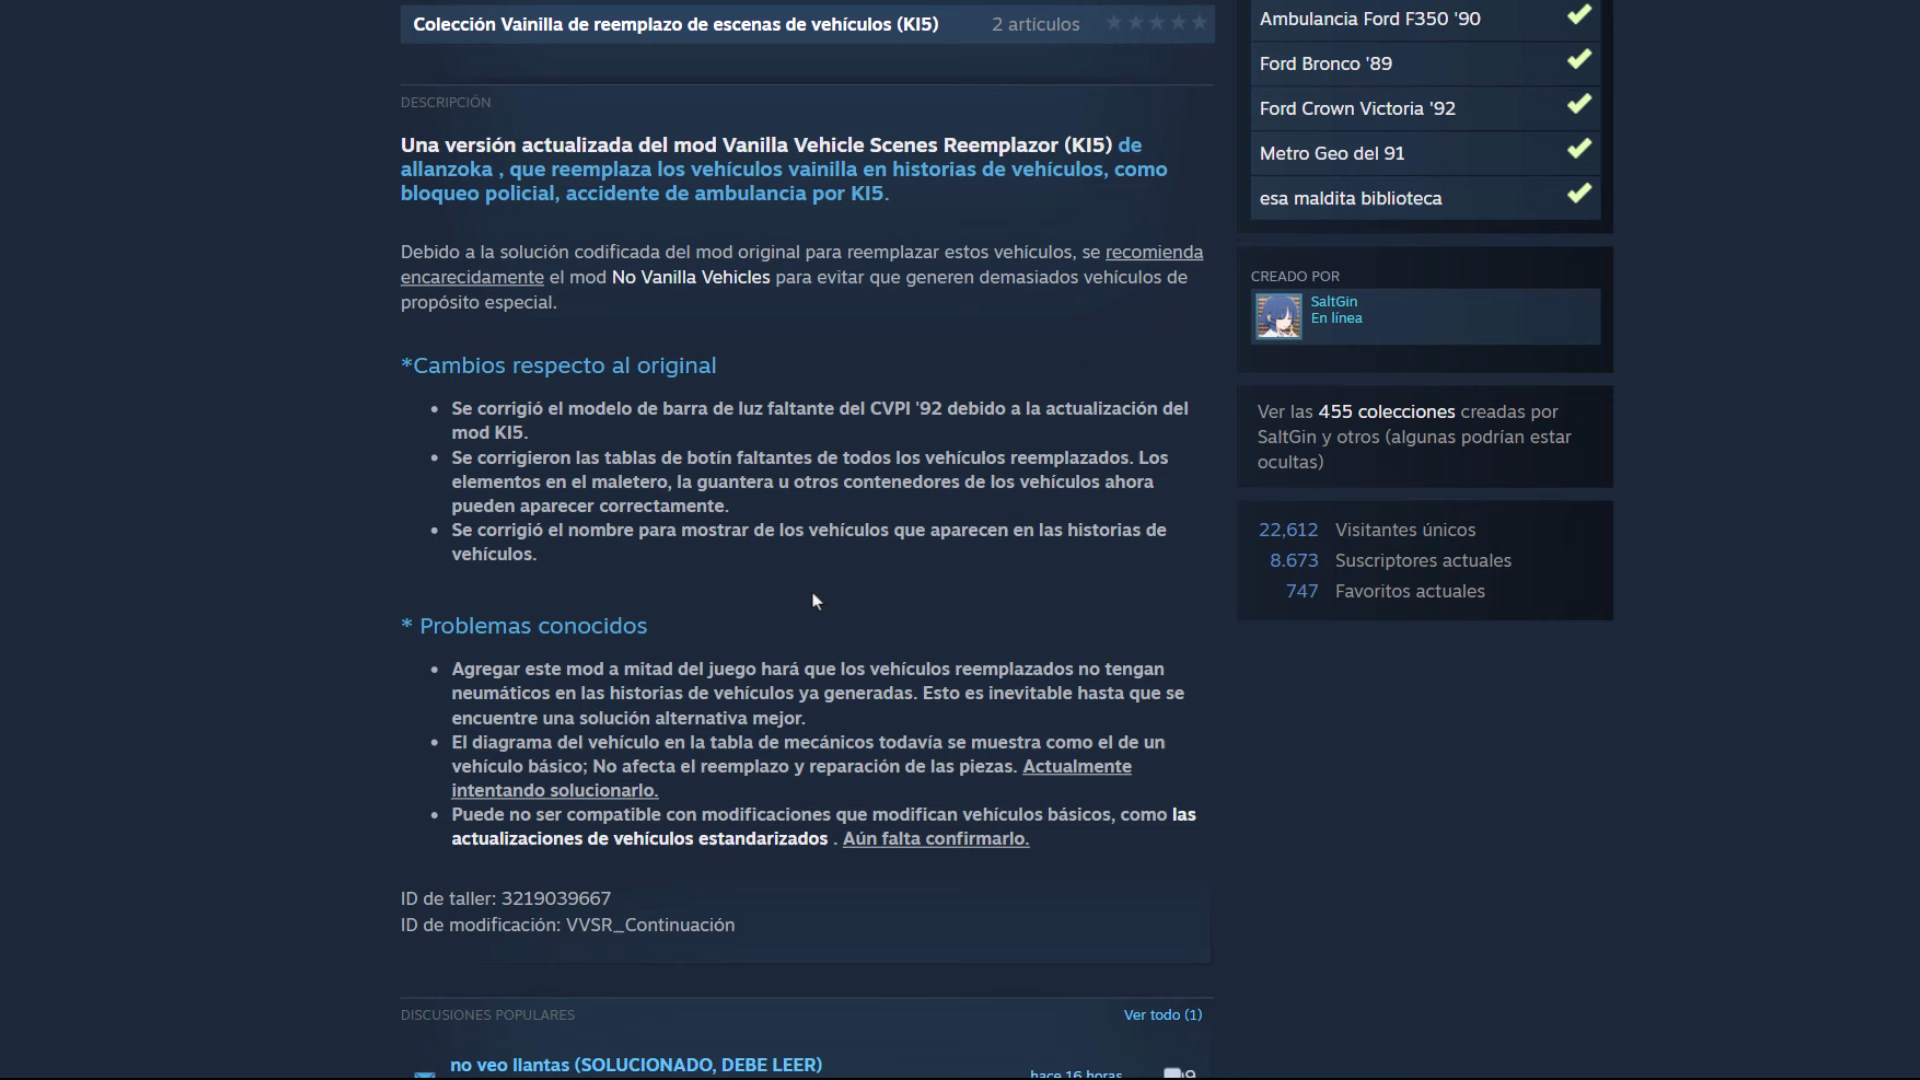 Colección Vainilla de reemplazo de escenas de vehículos (KI5) 2 artículos
DESCRIPCIÓN
Una versión actualizada del mod Vanilla Vehicle Scenes Reemplazor (KI5) de
allanzoka , que reemplaza los vehículos vainilla en historias de vehículos, como
bloqueo policial, accidente de ambulancia por KI5.
Debido a la solución codificada del mod original para reemplazar estos vehículos, se recomienda
encarecidamente el mod No Vanilla Vehicles para evitar que generen demasiados vehículos de
propósito especial.
*Cambios respecto al original
• Se corrigió el modelo de barra de luz faltante del CVPI '92 debido a la actualización del
mod KI5.
• Se corrigieron las tablas de botín faltantes de todos los vehículos reemplazados. Los
elementos en el maletero, la guantera u otros contenedores de los vehículos ahora
pueden aparecer correctamente.
• Se corrigió el nombre para mostrar de los vehículos que aparecen en las historias de
vehículos.
* Problemas conocidos
• Agregar este mod a mitad del juego hará que los vehículos reemplazados no tengan
neumáticos en las historias de vehículos ya generadas. Esto es inevitable hasta que se
encuentre una solución alternativa mejor.
• El diagrama del vehículo en la tabla de mecánicos todavía se muestra como el de un
vehículo básico; No afecta el reemplazo y reparación de las piezas. Actualmente
intentando solucionarlo.
• Puede no ser compatible con modificaciones que modifican vehículos básicos, como las
actualizaciones de vehículos estandarizados . Aún falta confirmarlo.
ID de taller: 3219039667
ID de modificación: VVSR_Continuación
DISCUSIONES POPULARES Ver todo (1)
no veo llantas (SOLUCIONADO, DEBE LEER)
hace 16 horas 9
Ambulancia Ford F350 '90
Ford Bronco '89
Ford Crown Victoria '92
Metro Geo del 91
esa maldita biblioteca
CREADO POR
SaltGin
En línea
Ver las 455 colecciones creadas por
SaltGin y otros (algunas podrían estar
ocultas)
22,612 Visitantes únicos
8.673 Suscriptores actuales
747 Favoritos actuales